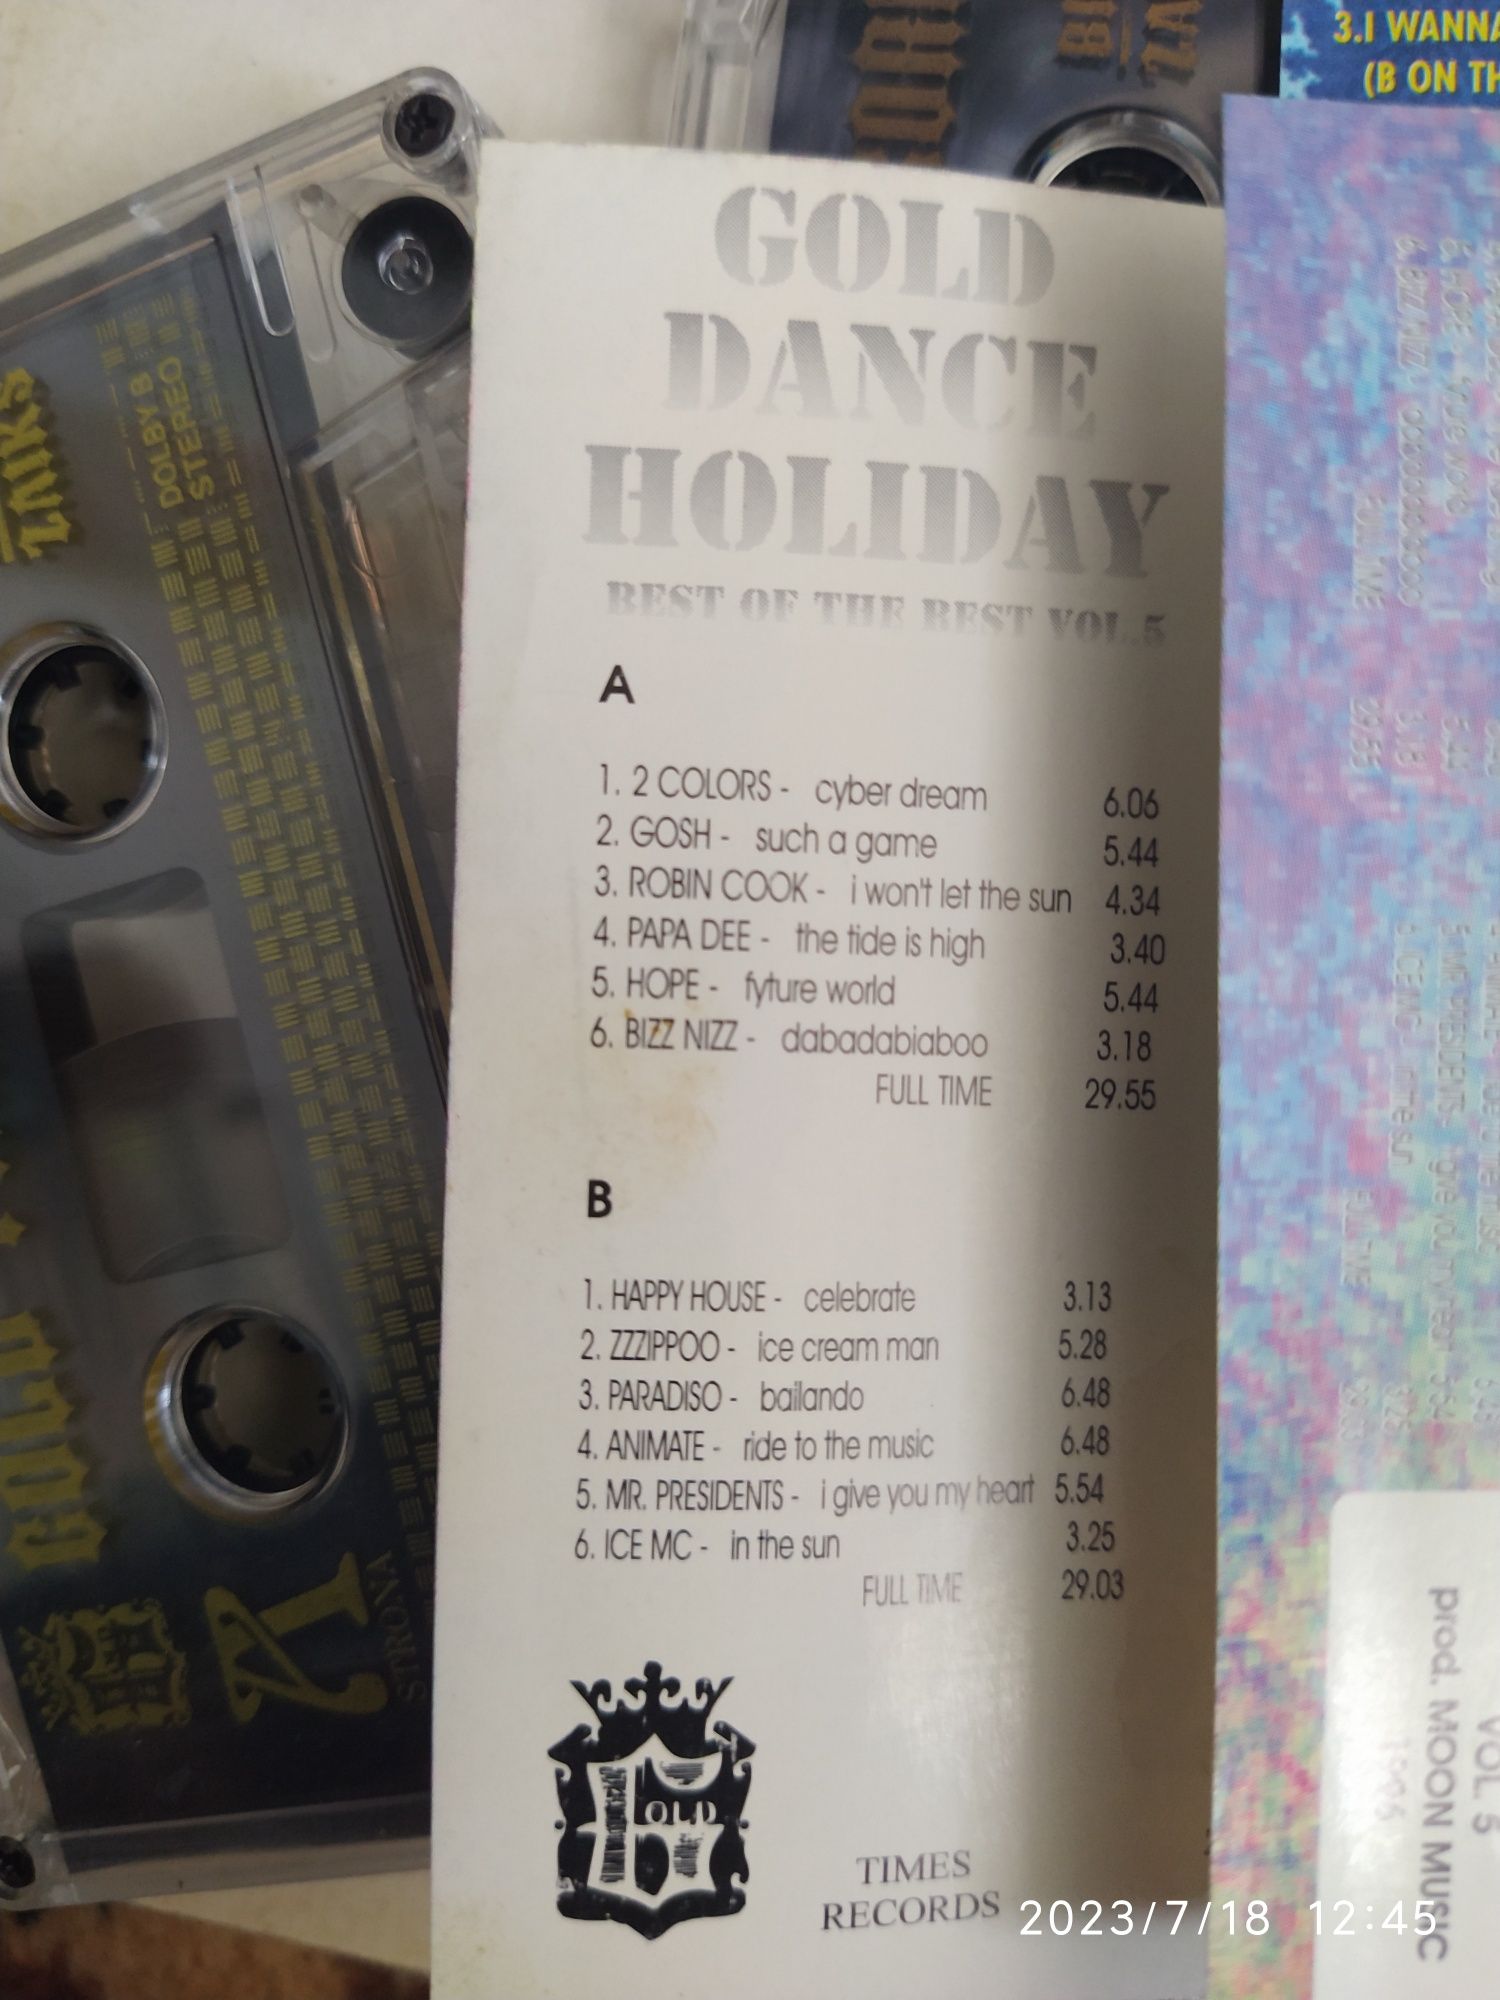 GOLD
DANCE
HOLIDAY
BEST OF THE BEST VOL.5
A
1. 2 COLORS - cyber dream 6.06
2. GOSH - such a game 5.44
3. ROBIN COOK - i won't let the sun 4.34
4. PAPA DEE - the tide is high 3.40
5. HOPE - fyture world 5.44
6. BIZZ NIZZ - dabadabiaboo 3.18
FULL TIME 29.55
B
1. HAPPY HOUSE - celebrate 3.13
2. ZZZIPPOO - ice cream man 5.28
3. PARADISO - bailando 6.48
4. ANIMATE - ride to the music 6.48
5. MR. PRESIDENTS - i give you my heart 5.54
6. ICE MC - in the sun 3.25
FULL TIME 29.03
OLD
TIMES
RECORDS
2023/7/18 12:45
ZAIKS
DOLBY B
STEREO
GOLD
STRONA
3.I WANNA
(B ON TH
VOL 5
prod. MOON MUSIC
1996